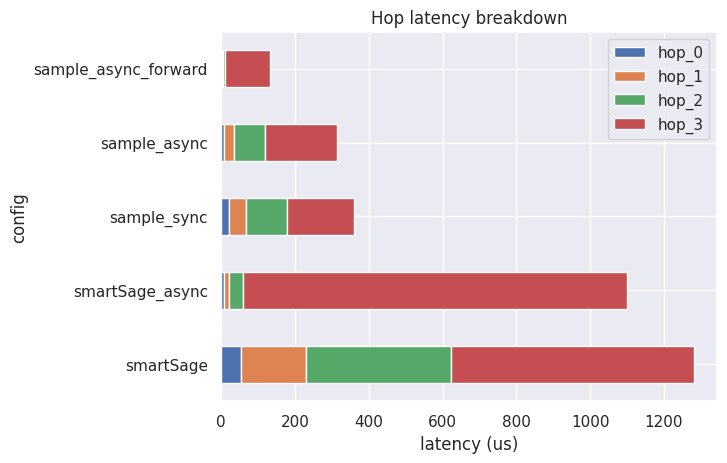 Hop latency breakdown
hop_0
hop_1
hop_2
hop_3
sample_async_forward
sample_async
sample_sync
smartSage_async
smartSage
config
0 200 400 600 800 1000 1200
latency (us)